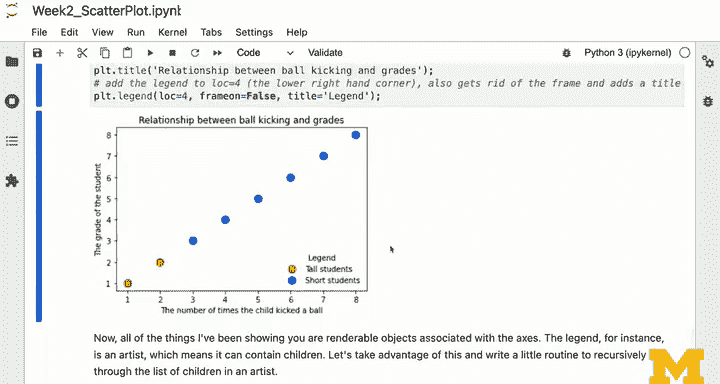 Week2_ScatterPlot.ipynb
File Edit View Run Kernel Tabs Settings Help
Code Validate Python 3 (ipykernel)
plt.title('Relationship between ball kicking and grades');
# add the legend to loc=4 (the lower right hand corner), also gets rid of the frame and adds a title
plt.legend(loc=4, frameon=False, title='Legend');
Relationship between ball kicking and grades
The grade of the student
8
7
6
5
4
3
2
1
Legend
Tall students
Short students
1 2 3 4 5 6 7 8
The number of times the child kicked a ball
Now, all of the things I've been showing you are renderable objects associated with the axes. The legend, for instance,
is an artist, which means it can contain children. Let's take advantage of this and write a little routine to recursively
through the list of children in an artist.
M